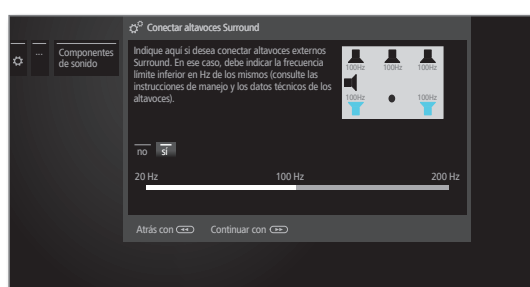 Conectar altavoces Surround
... Componentes
de sonido
Indique aquí si desea conectar altavoces externos
Surround. En ese caso, debe indicar la frecuencia
límite inferior en Hz de los mismos (consulte las
instrucciones de manejo y los datos técnicos de los
altavoces).
100Hz 100Hz 100Hz
100Hz
100Hz 100Hz
no sí
20 Hz 100 Hz 200 Hz
Atrás con Continuar con